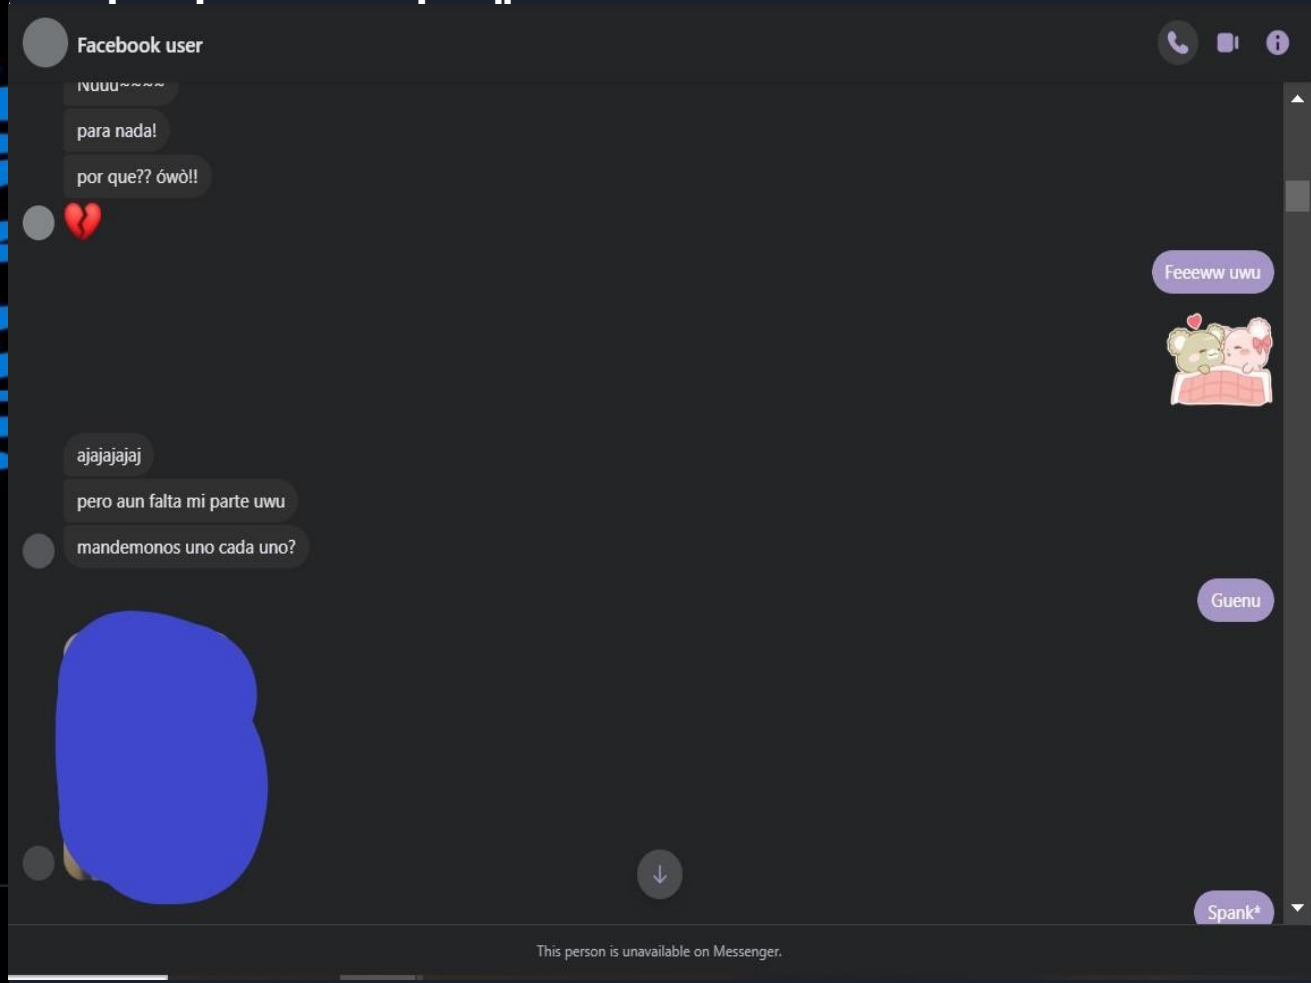 Facebook user
Nuuu~~~~
para nada!
por que?? ówò!!
Feeeww uwu
ajajajajaj
pero aun falta mi parte uwu
mandemonos uno cada uno?
Guenu
Spank*
This person is unavailable on Messenger.